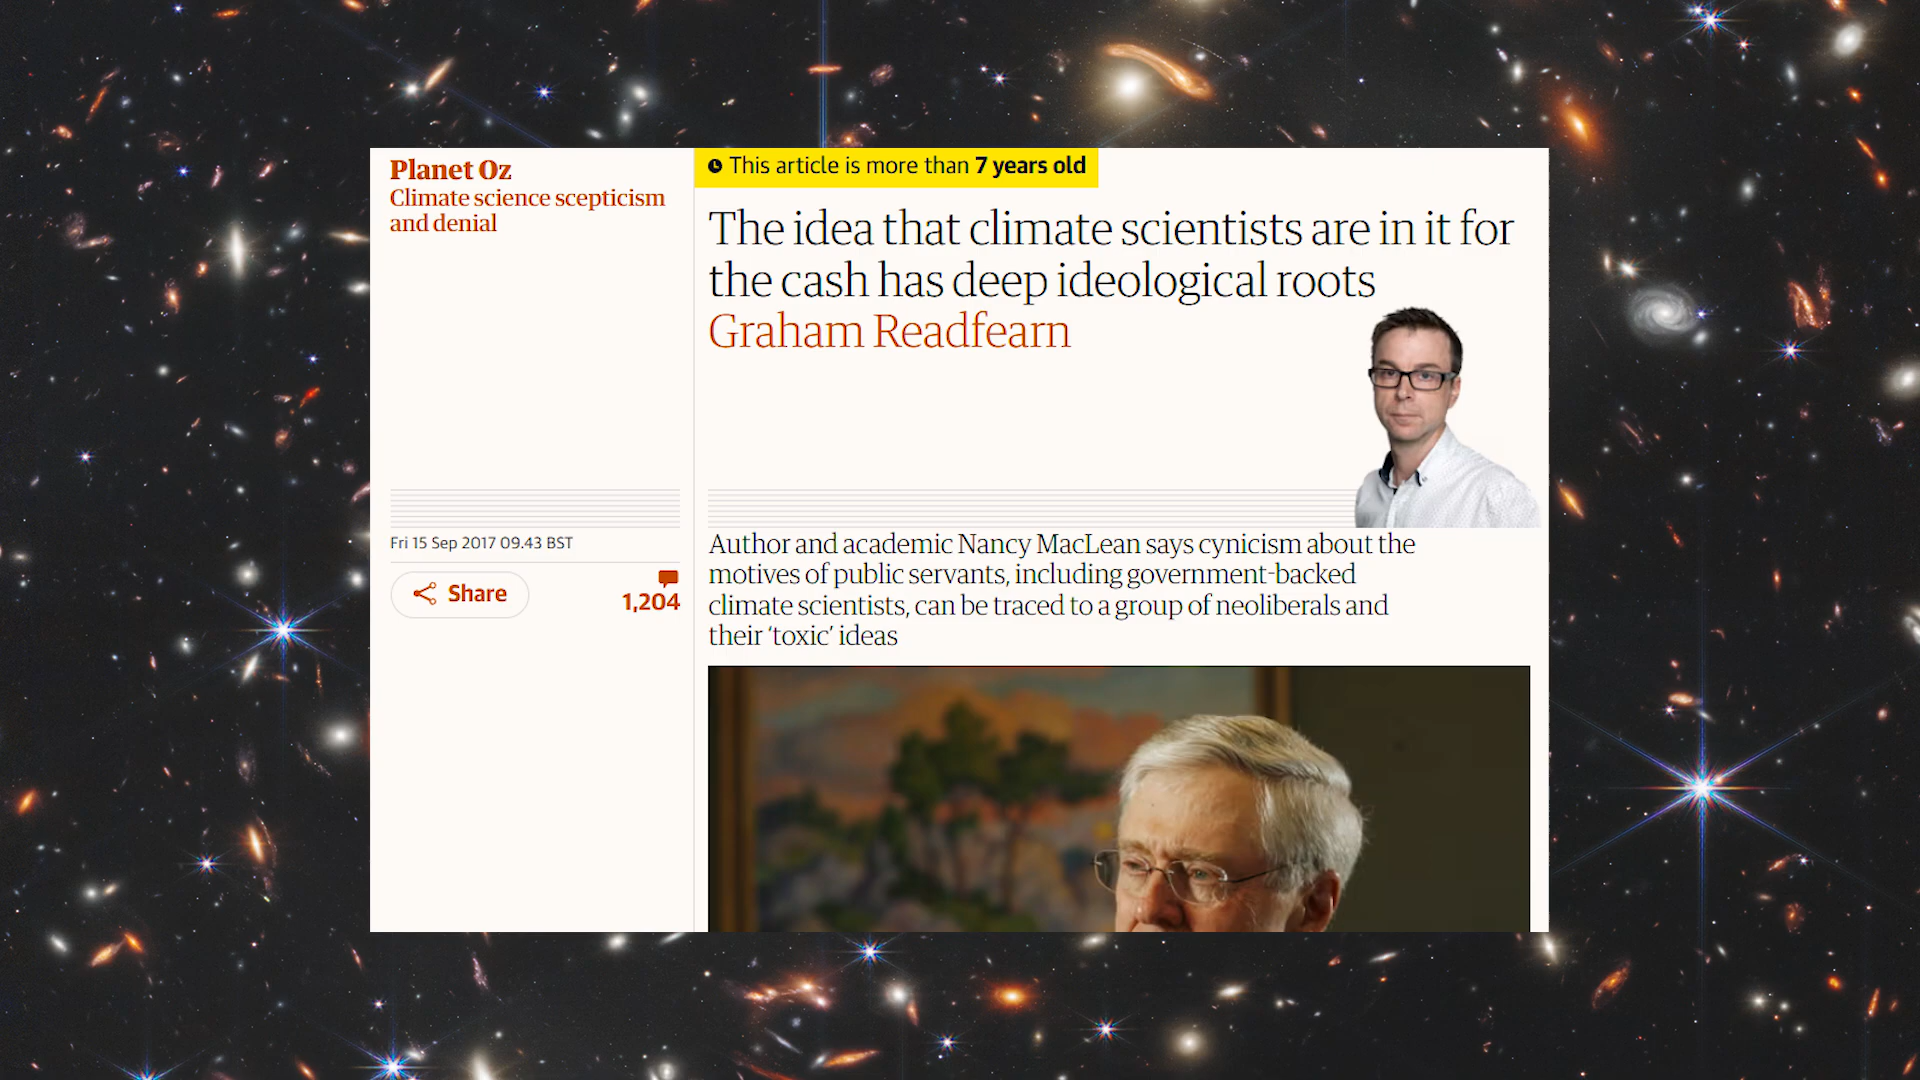 Planet Oz
Climate science scepticism
and denial
This article is more than 7 years old
The idea that climate scientists are in it for
the cash has deep ideological roots
Graham Readfearn
Fri 15 Sep 2017 09.43 BST
Share
1,204
Author and academic Nancy MacLean says cynicism about the
motives of public servants, including government-backed
climate scientists, can be traced to a group of neoliberals and
their ‘toxic’ ideas